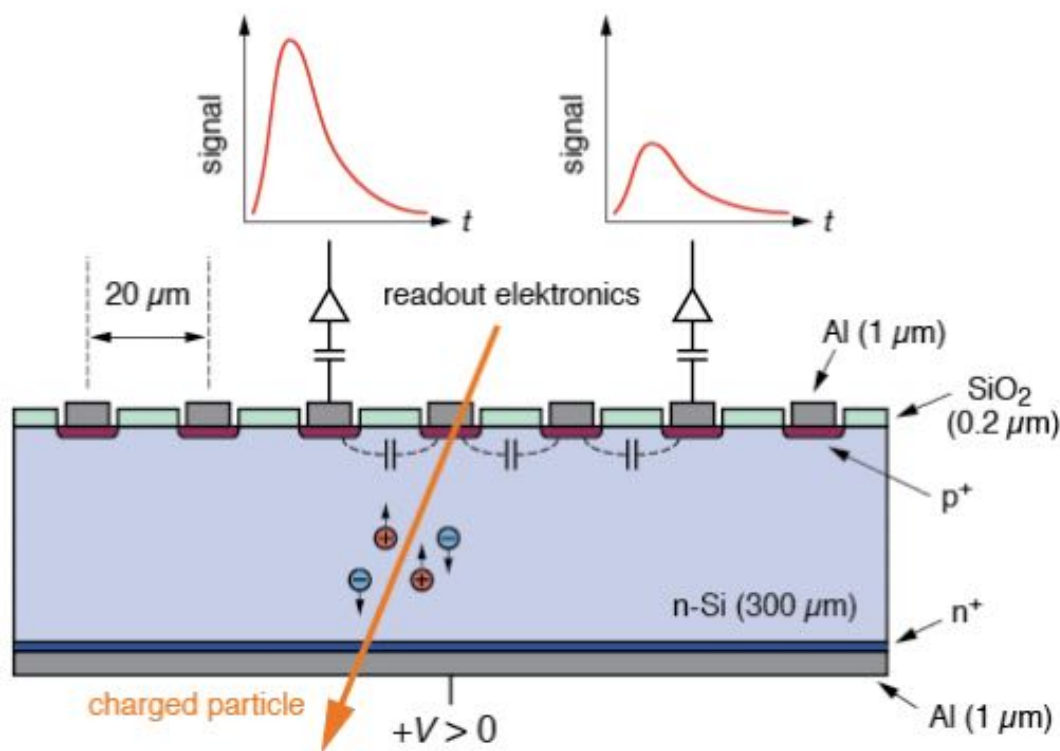 signal
t
signal
t
20 μm
readout elektronics
Al (1 μm)
SiO₂
(0.2 μm)
p⁺
n-Si (300 μm)
n⁺
charged particle
+V > 0
Al (1 μm)